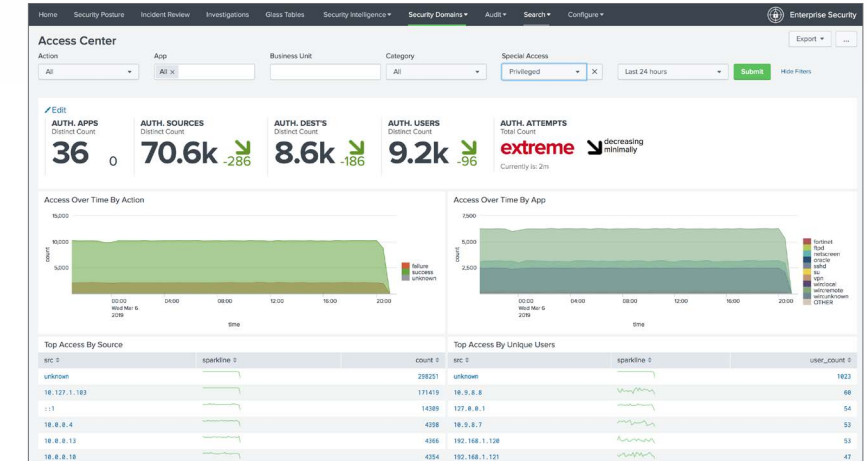 Home Security Posture Incident Review Investigations Glass Tables Security Intelligence Security Domains Audit Search Configure Enterprise Security
Access Center
Export ...
Action App Business Unit Category Special Access
All All × All Privileged × Last 24 hours Submit Hide Filters
Edit
AUTH. APPS
Distinct Count
36 0
AUTH. SOURCES
Distinct Count
70.6k -286
AUTH. DEST'S
Distinct Count
8.6k -186
AUTH. USERS
Distinct Count
9.2k -96
AUTH. ATTEMPTS
Total Count
extreme decreasing minimally
Currently is: 2m
Access Over Time By Action
15,000
10,000
5,000
count
00:00 04:00 08:00 12:00 16:00 20:00
Wed Mar 6
2019
time
failure
success
unknown
Access Over Time By App
7,500
5,000
2,500
count
00:00 04:00 08:00 12:00 16:00 20:00
Wed Mar 6
2019
time
fortinet
ftpd
netscreen
oracle
sshd
su
vpn
win:local
win:remote
win:unknown
OTHER
Top Access By Source
src sparkline count
unknown 298251
10.127.1.103 171419
::1 14309
10.0.0.4 4398
10.0.0.13 4366
10.0.0.10 4354
Top Access By Unique Users
src sparkline user_count
unknown 1023
10.9.8.8 60
127.0.0.1 54
10.9.8.7 53
192.168.1.120 53
192.168.1.121 47